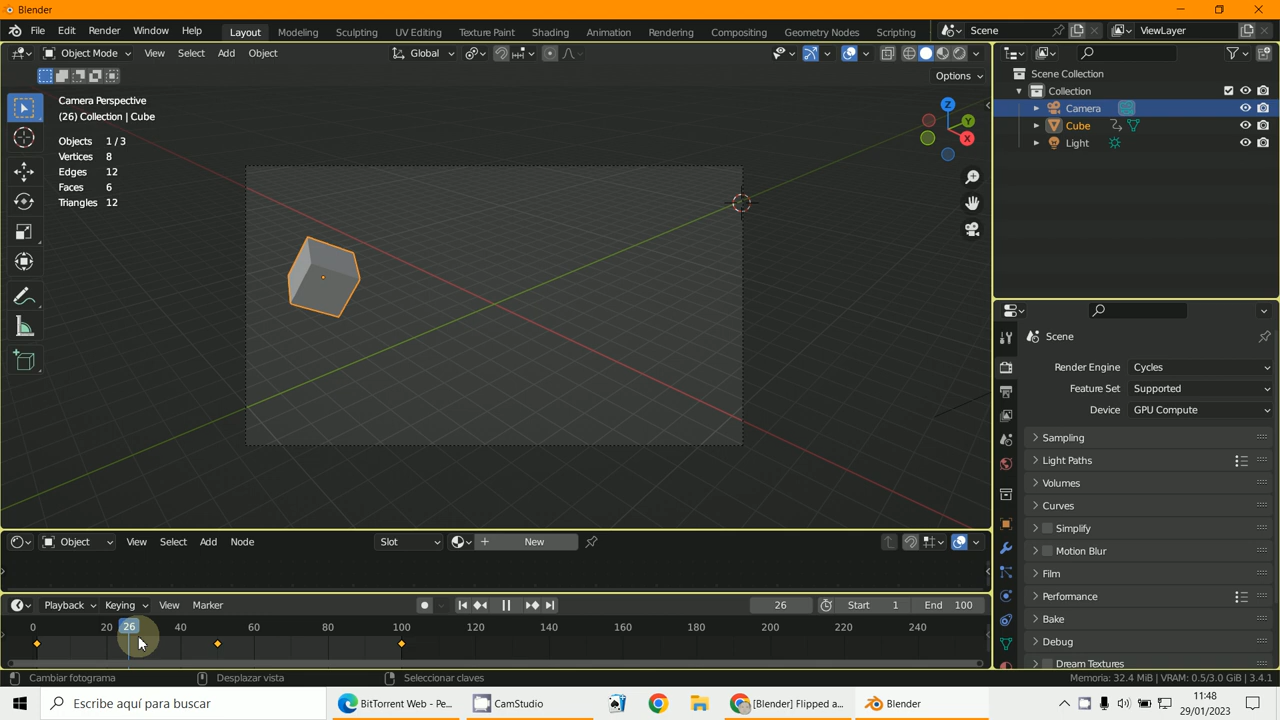 Blender
File Edit Render Window Help Layout Modeling Sculpting UV Editing Texture Paint Shading Animation Rendering Compositing Geometry Nodes Scripting Scene ViewLayer
Object Mode View Select Add Object Global
Options
Camera Perspective
(26) Collection | Cube
Objects 1 / 3
Vertices 8
Edges 12
Faces 6
Triangles 12
Z
Y
X
Scene Collection
Collection
Camera
Cube
Light
Scene
Render Engine Cycles
Feature Set Supported
Device GPU Compute
Sampling
Light Paths
Volumes
Curves
Simplify
Motion Blur
Film
Performance
Bake
Debug
Dream Textures
Object View Select Add Node Slot New
Playback Keying View Marker 26 Start 1 End 100
0 20 26 40 60 80 100 120 140 160 180 200 220 240
Cambiar fotograma Desplazar vista Seleccionar claves Memoria: 32.4 MiB | VRAM: 0.5/3.0 GiB | 3.4.1
Escribe aquí para buscar BitTorrent Web - Pe... CamStudio [Blender] Flipped a... Blender
11:48
29/01/2023